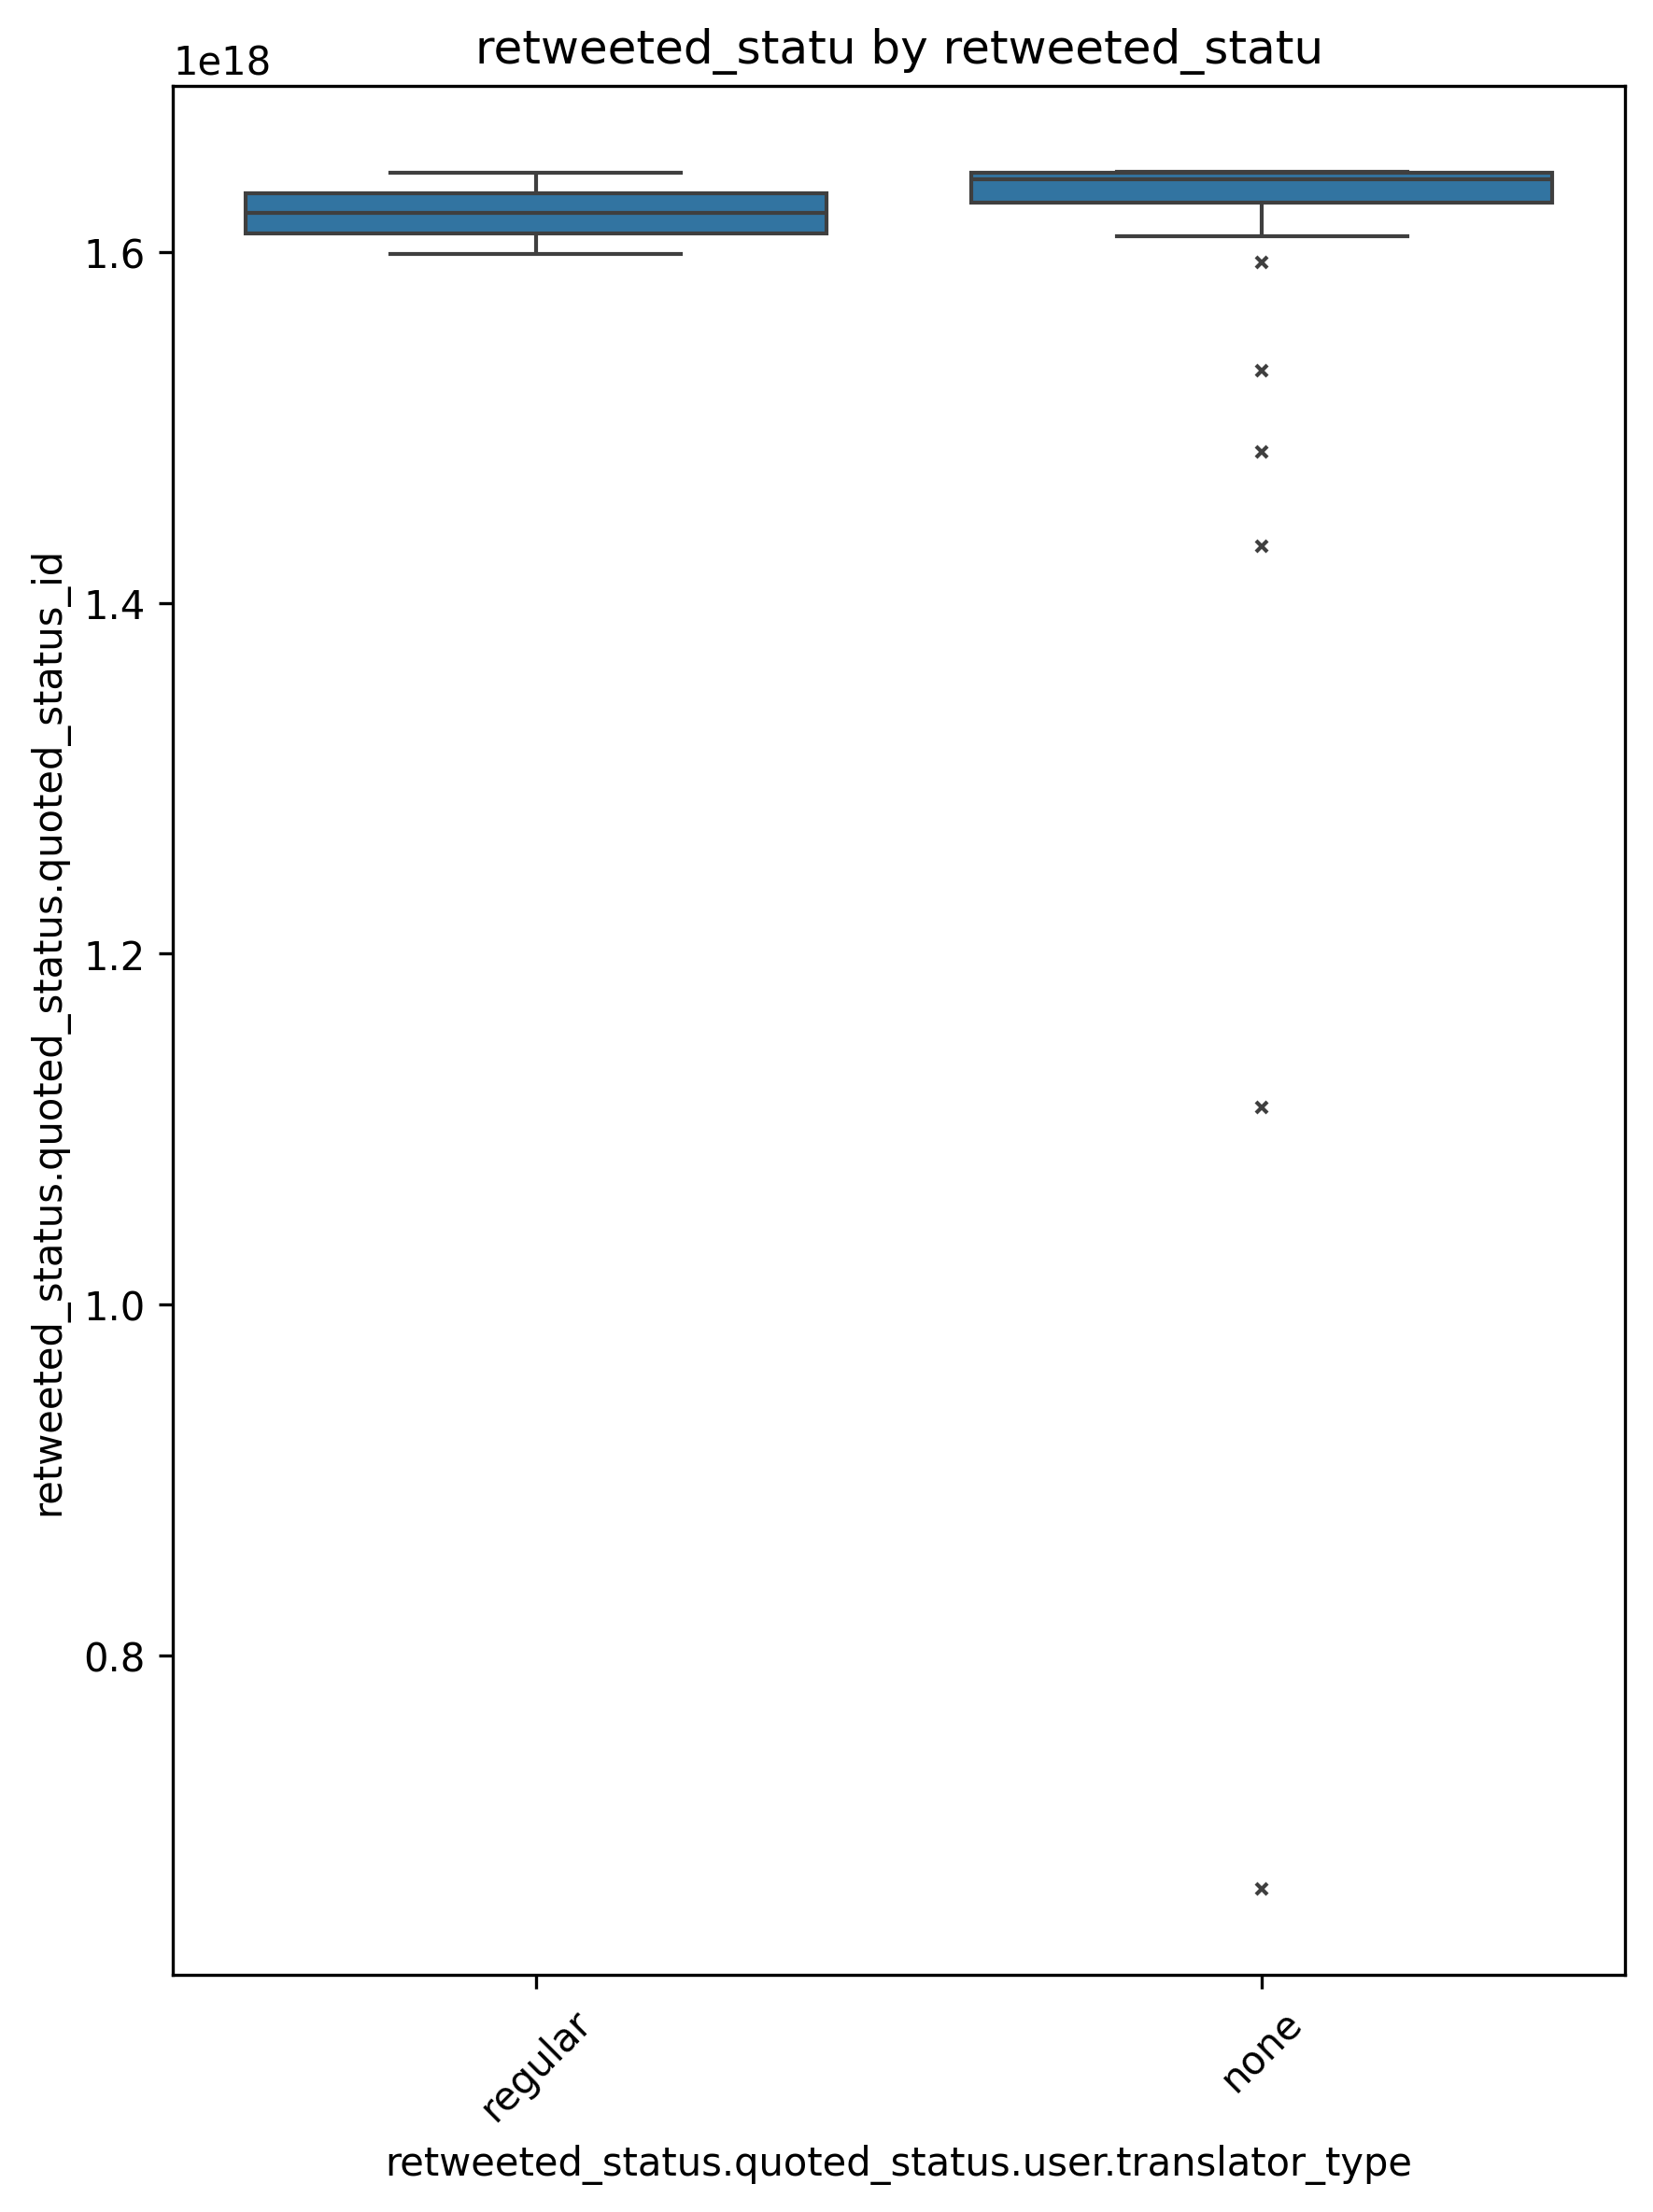 retweeted_statu by retweeted_statu
1e18
1.6
1.4
1.2
1.0
0.8
retweeted_status.quoted_status.quoted_status_id
regular
none
retweeted_status.quoted_status.user.translator_type